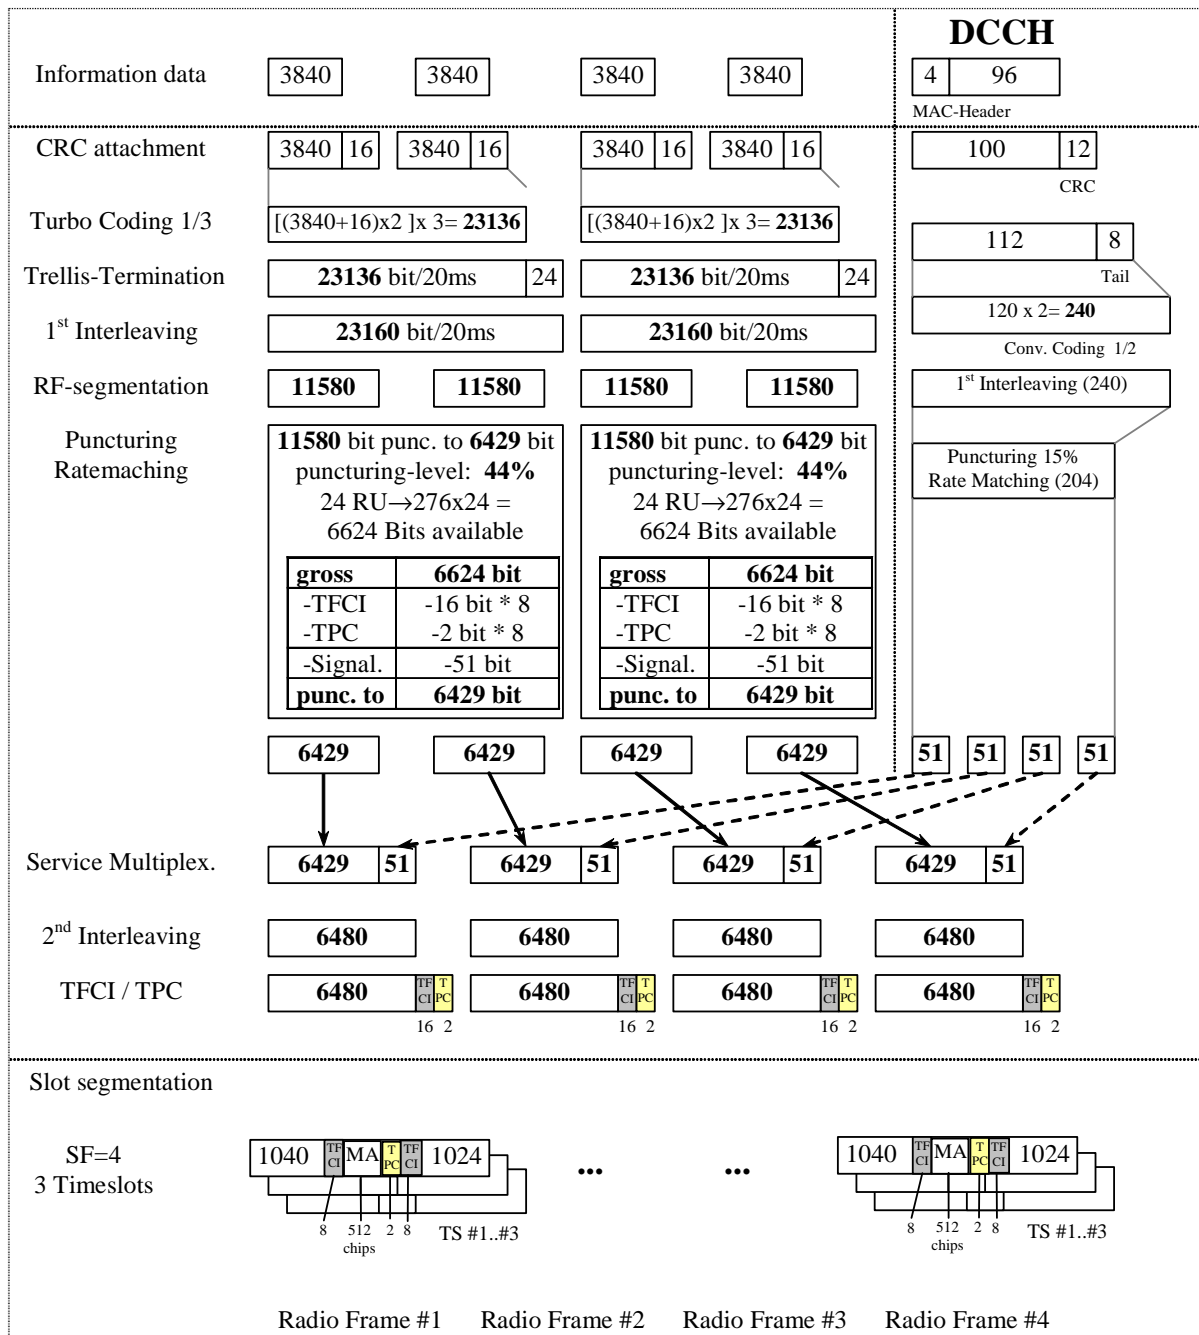 DCCH
Information data 3840 3840 3840 3840 4 96
MAC-Header
CRC attachment 3840 16 3840 16 3840 16 3840 16 100 12
CRC
Turbo Coding 1/3 [(3840+16)x2 ]x 3= 23136 [(3840+16)x2 ]x 3= 23136
112 8
Tail
Trellis-Termination 23136 bit/20ms 24 23136 bit/20ms 24
120 x 2= 240
1st Interleaving 23160 bit/20ms 23160 bit/20ms
Conv. Coding 1/2
RF-segmentation 11580 11580 11580 11580 1st Interleaving (240)
Puncturing
Ratemaching
11580 bit punc. to 6429 bit
puncturing-level: 44%
24 RU→276x24 =
6624 Bits available
gross 6624 bit
-TFCI -16 bit * 8
-TPC -2 bit * 8
-Signal. -51 bit
punc. to 6429 bit
11580 bit punc. to 6429 bit
puncturing-level: 44%
24 RU→276x24 =
6624 Bits available
gross 6624 bit
-TFCI -16 bit * 8
-TPC -2 bit * 8
-Signal. -51 bit
punc. to 6429 bit
Puncturing 15%
Rate Matching (204)
6429 6429 6429 6429 51 51 51 51
Service Multiplex. 6429 51 6429 51 6429 51 6429 51
2nd Interleaving 6480 6480 6480 6480
TFCI / TPC 6480 TF CI T PC 6480 TF CI T PC 6480 TF CI T PC 6480 TF CI T PC
16 2 16 2 16 2 16 2
Slot segmentation
SF=4
3 Timeslots
1040 TF CI MA T PC TF CI 1024
8 512 2 8 TS #1..#3
chips
... ...
1040 TF CI MA T PC TF CI 1024
8 512 2 8 TS #1..#3
chips
Radio Frame #1 Radio Frame #2 Radio Frame #3 Radio Frame #4